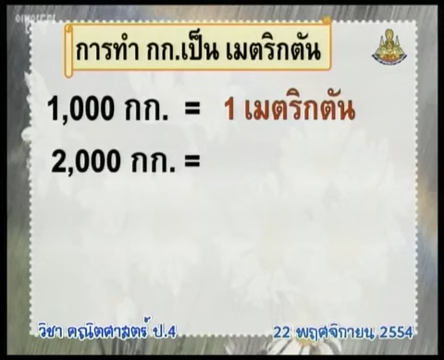 การทำ กก.เป็น เมตริกตัน
1,000 กก. = 1 เมตริกตัน
2,000 กก. =
วิชา คณิตศาสตร์ ป.4 22 พฤศจิกายน 2554